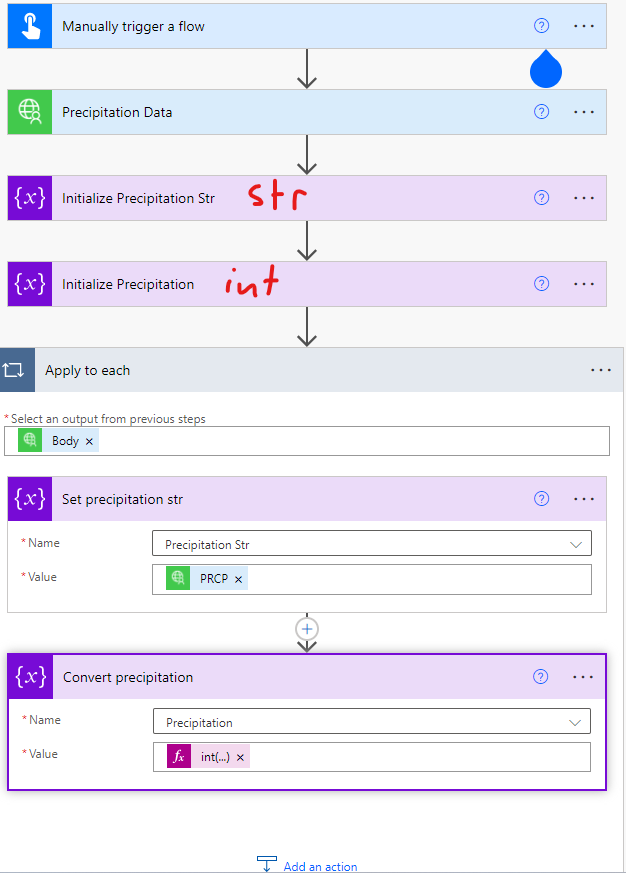 Manually trigger a flow ? ...
Precipitation Data ? ...
{x} Initialize Precipitation Str str ? ...
{x} Initialize Precipitation int ? ...
Apply to each ...
* Select an output from previous steps
Body ×
{x} Set precipitation str ? ...
* Name Precipitation Str
* Value PRCP ×
+
{x} Convert precipitation ? ...
* Name Precipitation
* Value fx int(...) ×
Add an action